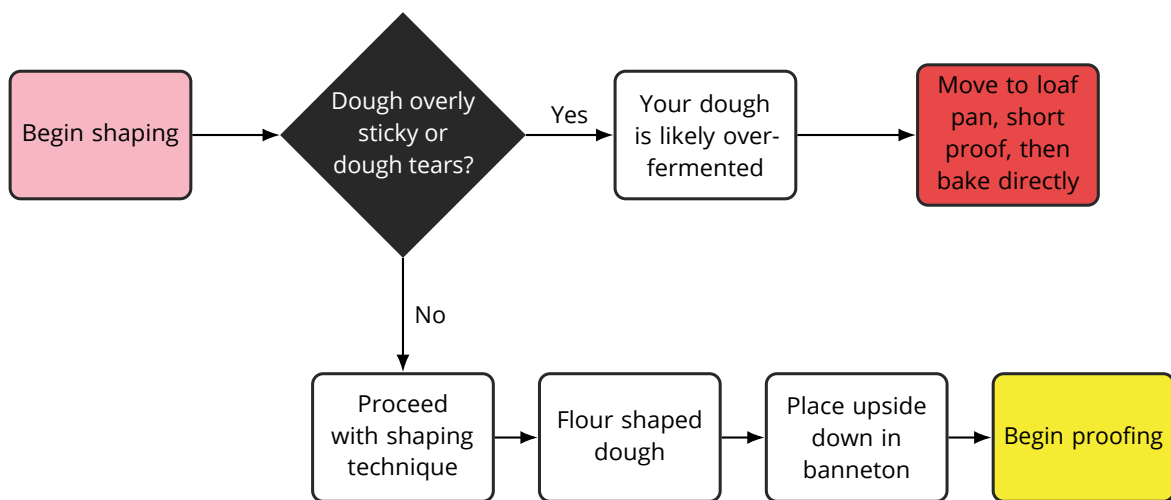 Begin shaping
Dough overly
sticky or
dough tears?
Yes
Your dough
is likely over-
fermented
Move to loaf
pan, short
proof, then
bake directly
No
Proceed
with shaping
technique
Flour shaped
dough
Place upside
down in
banneton
Begin proofing